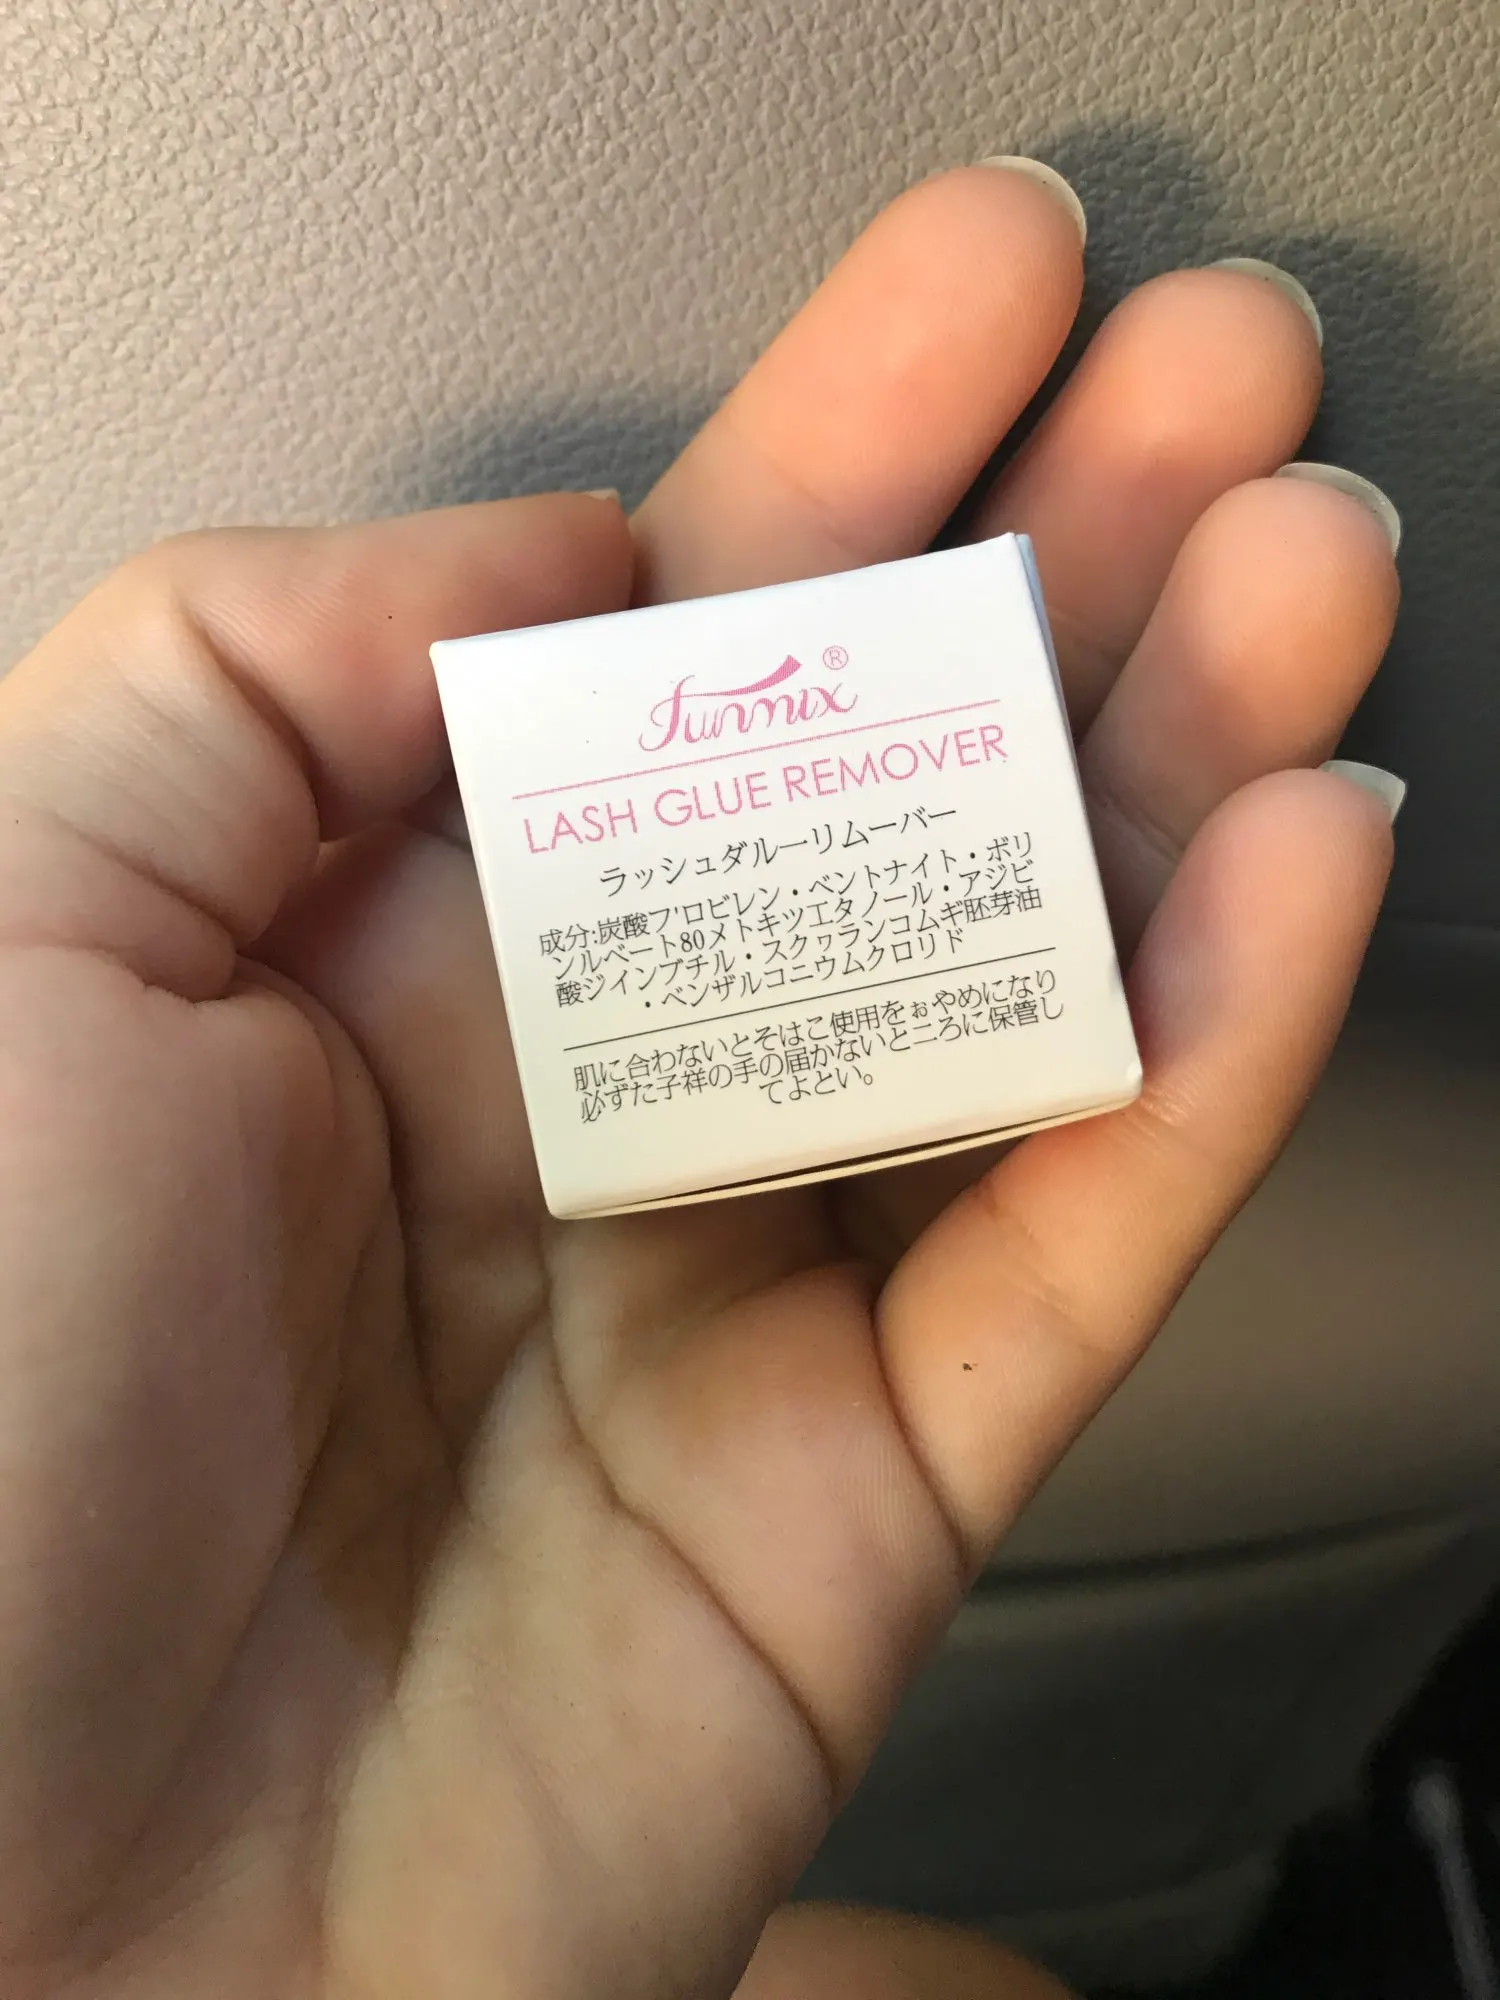 Funmix®
LASH GLUE REMOVER
ラッシュダルーリムーバー
成分:炭酸フ'ロビレン・ベントナイト・ボリ
ンルベート80メトキツエタノール・アジビ
酸ジインブチル・スクヮランコムギ胚芽油
・ベンザルコニウムクロリド
肌に合わないとそはこ使用をぉやめになり
必ずた子祥の手の届かないと二ろに保管し
てよとい。